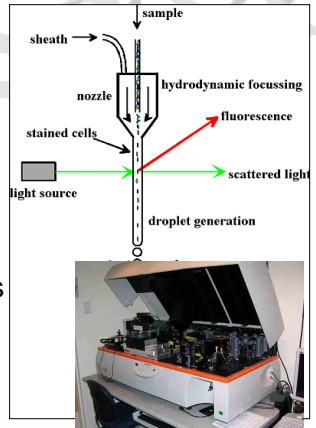 sample
sheath
hydrodynamic focussing
nozzle
fluorescence
stained cells
scattered light
light source
droplet generation
s